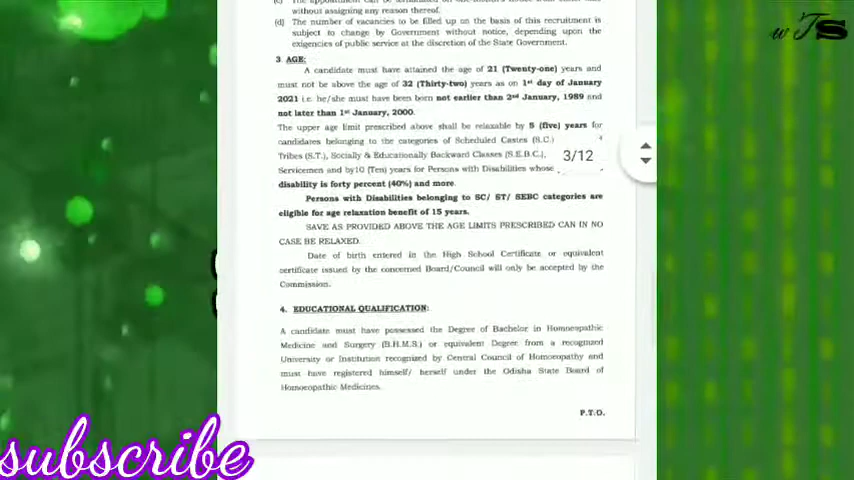 without assigning any reason thereof.
(d) The number of vacancies to be filled up on the basis of this recruitment is
subject to change by Government without notice, depending upon the
exigencies of public service at the discretion of the State Government.
3. AGE:
A candidate must have attained the age of 21 (Twenty-one) years and
must not be above the age of 32 (Thirty-two) years as on 1st day of January
2021 i.e. he/she must have been born not earlier than 2nd January, 1989 and
not later than 1st January, 2000.
The upper age limit prescribed above shall be relaxable by 5 (five) years for
candidates belonging to the categories of Scheduled Castes (S.C.)
Tribes (S.T.), Socially & Educationally Backward Classes (S.E.B.C.),
3/12
Servicemen and by10 (Ten) years for Persons with Disabilities whose
disability is forty percent (40%) and more.
Persons with Disabilities belonging to SC/ ST/ SEBC categories are
eligible for age relaxation benefit of 15 years.
SAVE AS PROVIDED ABOVE THE AGE LIMITS PRESCRIBED CAN IN NO
CASE BE RELAXED.
Date of birth entered in the High School Certificate or equivalent
certificate issued by the concerned Board/Council will only be accepted by the
Commission.
4. EDUCATIONAL QUALIFICATION:
A candidate must have possessed the Degree of Bachelor in Homoeopathic
Medicine and Surgery (B.H.M.S.) or equivalent Degree from a recognized
University or Institution recognized by Central Council of Homoeopathy and
must have registered himself/ herself under the Odisha State Board of
Homoeopathic Medicines.
P.T.O.
subscribe